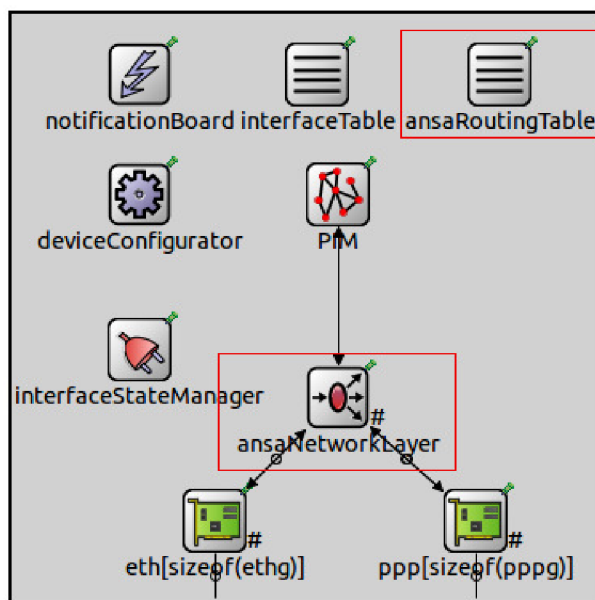 notificationBoard interfaceTable ansaRoutingTable
deviceConfigurator PIM
interfaceStateManager
#
ansaNetworkLayer
# #
eth[sizeof(ethg)] ppp[sizeof(pppg)]